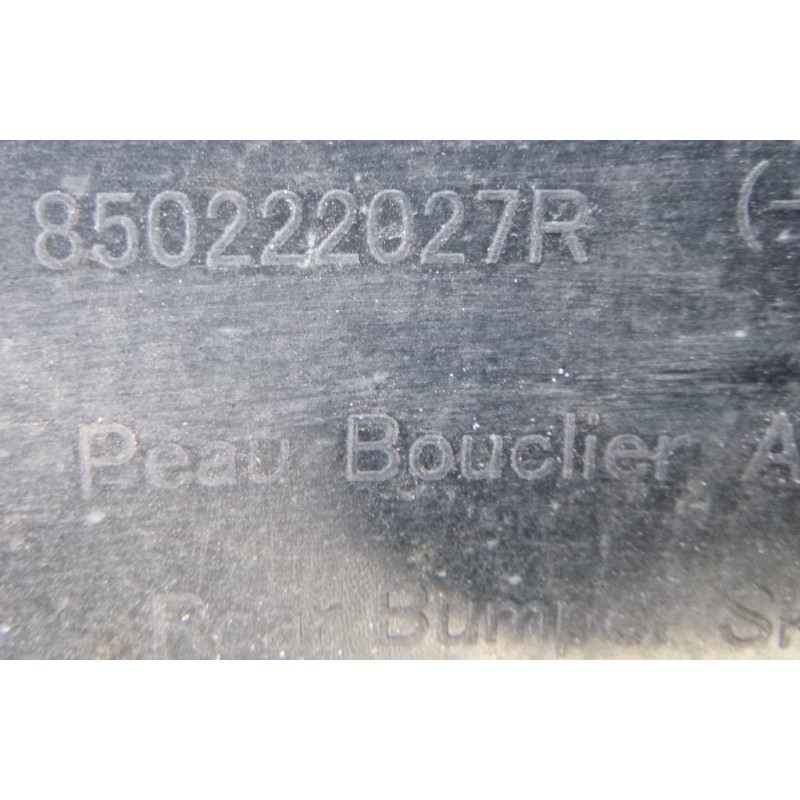 850222027R (-
Peau Bouclier A
Rear Bumper S